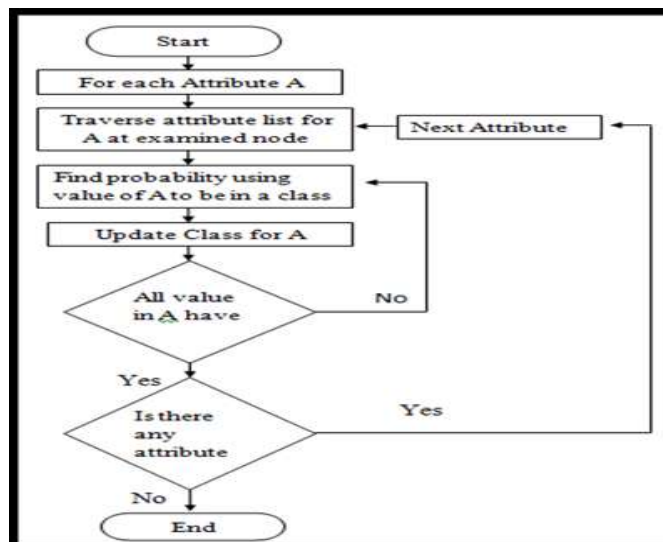 Start
For each Attribute A
Traverse attribute list for
A at examined node
Next Attribute
Find probability using
value of A to be in a class
Update Class for A
All value
in A have
No
Yes
Is there
any
attribute
Yes
No
End